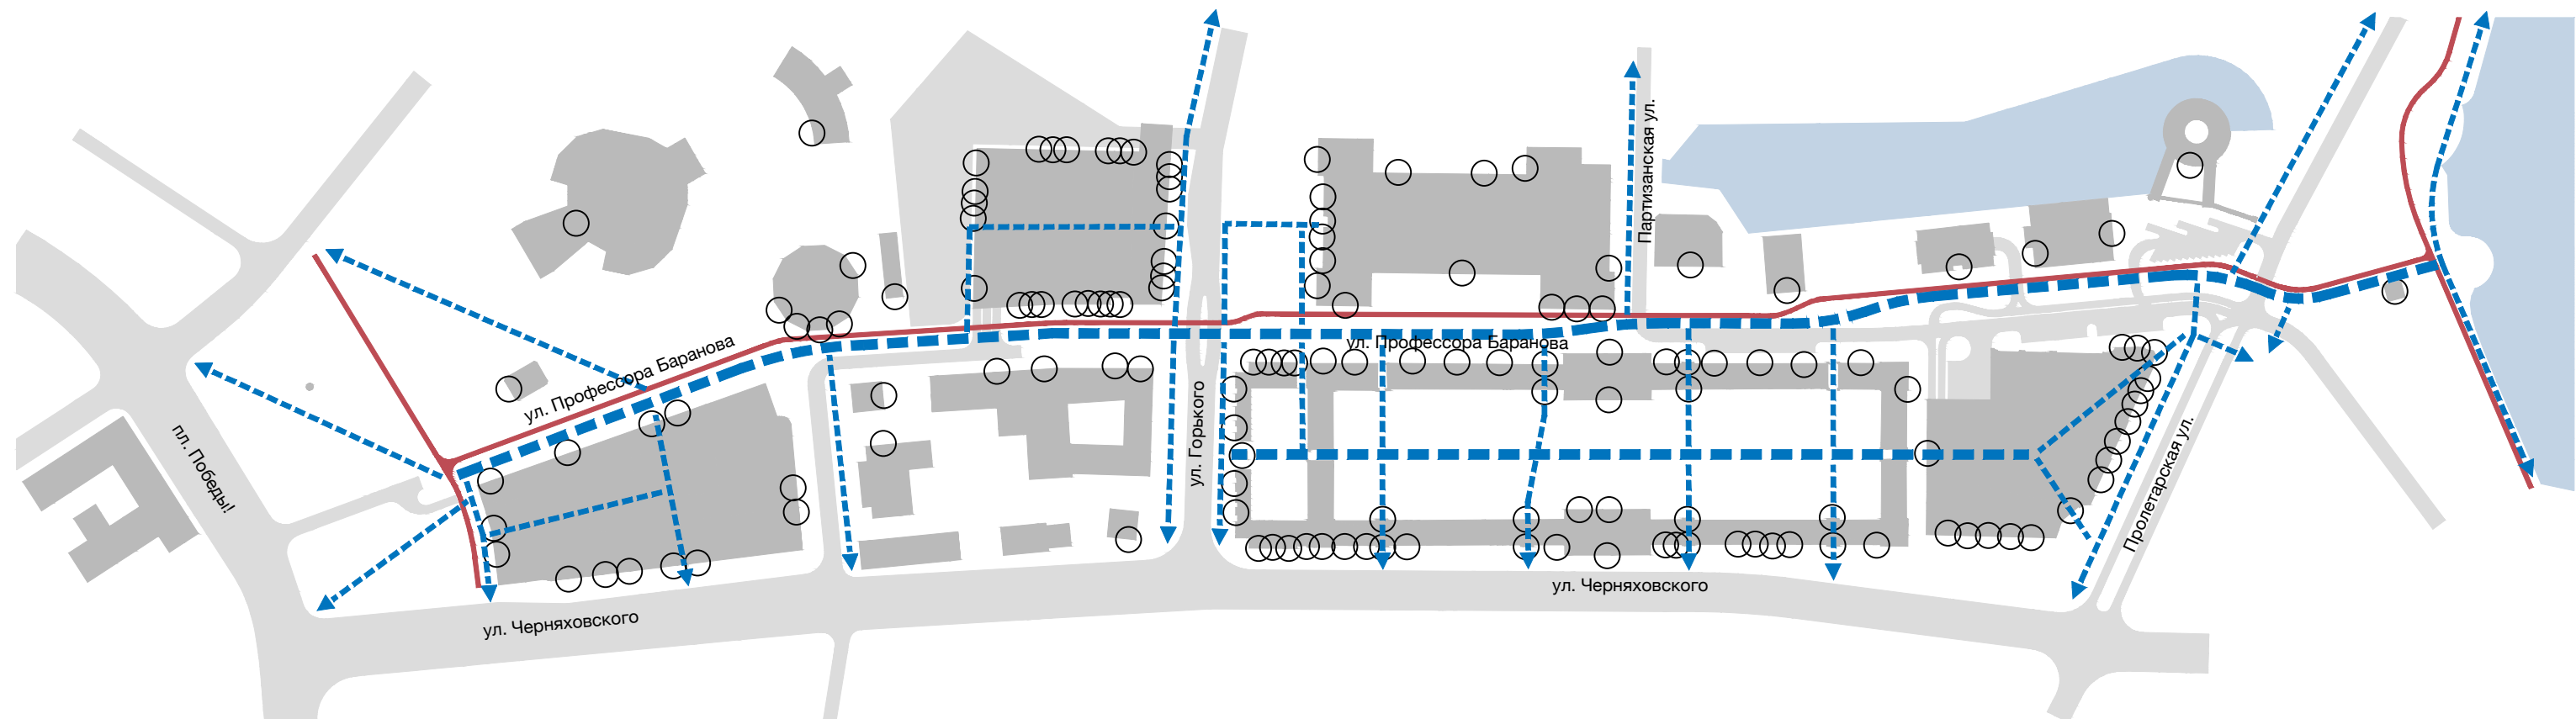 пл. Победы!
ул. Профессора Баранова
ул. Черняховского
ул. Горького
ул. Профессора Баранова
Партизанская ул.
ул. Черняховского
Пролетарская ул.